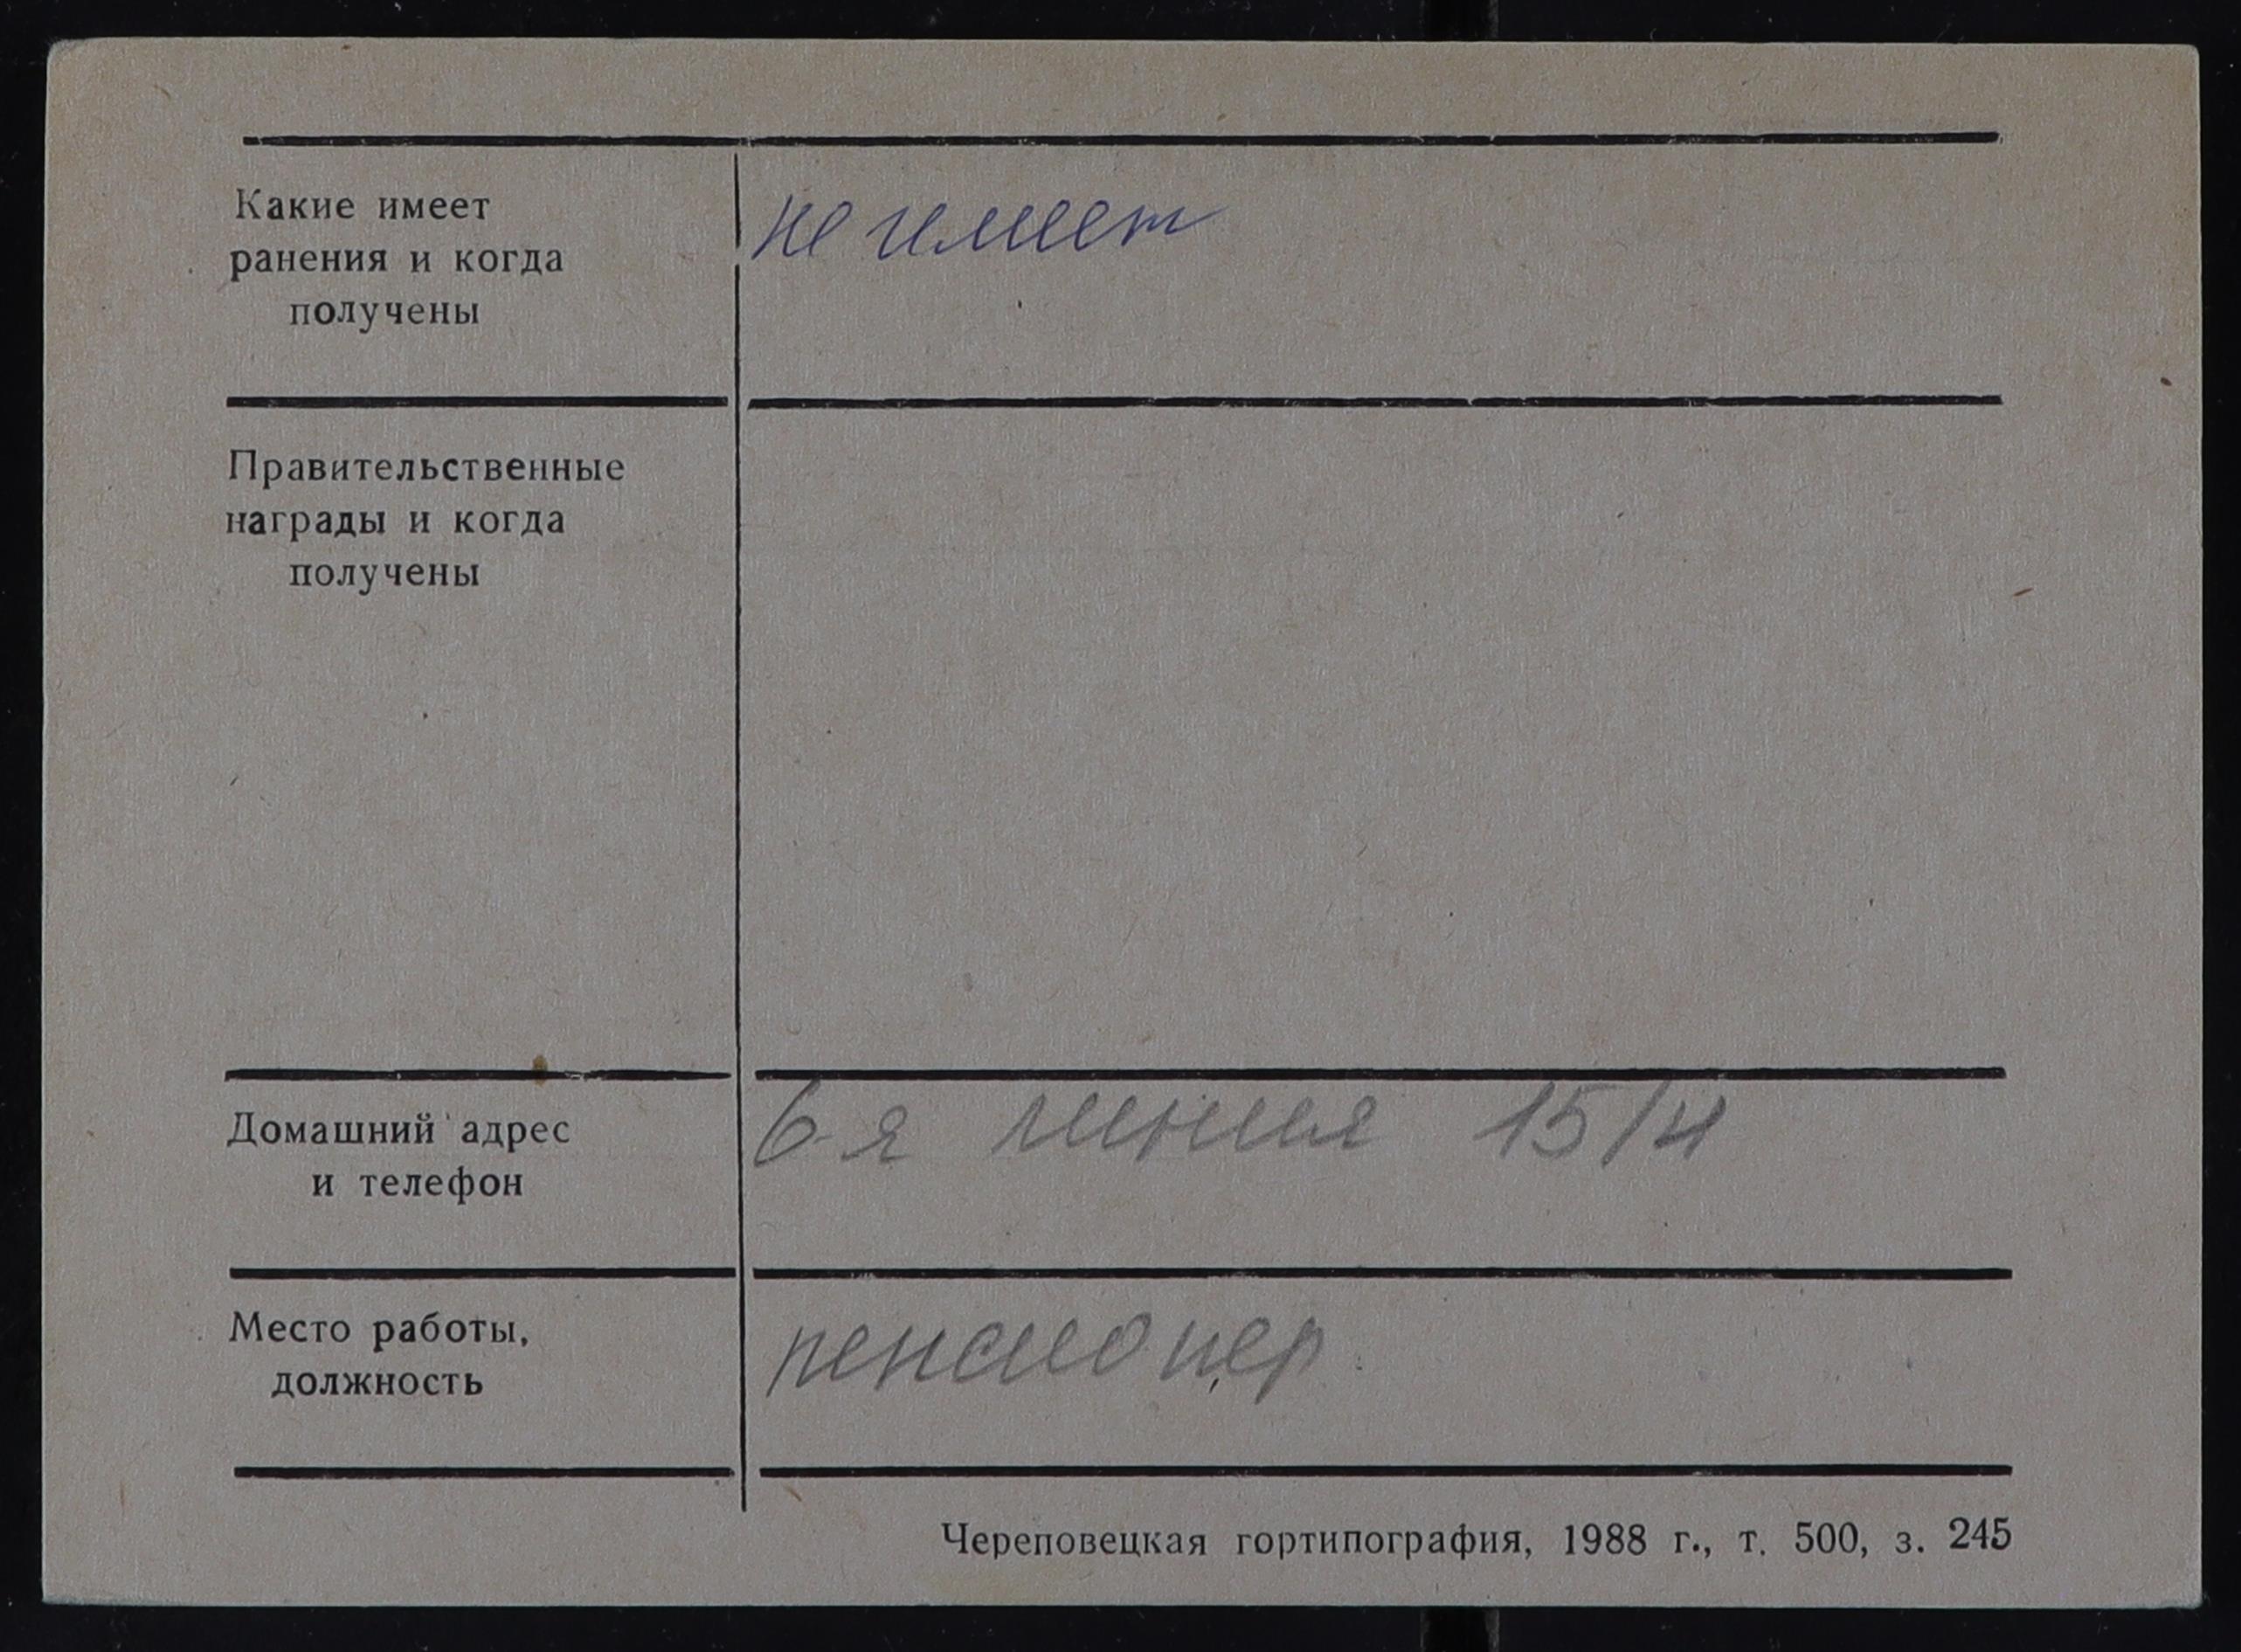 Какие имеет
ранения и когда
получены
не имеет
Правительственные
награды и когда
получены
Домашний адрес
и телефон
6-я линия 15/4
Место работы,
должность
пенсионер
Череповецкая гортипография, 1988 г., т. 500, з. 245